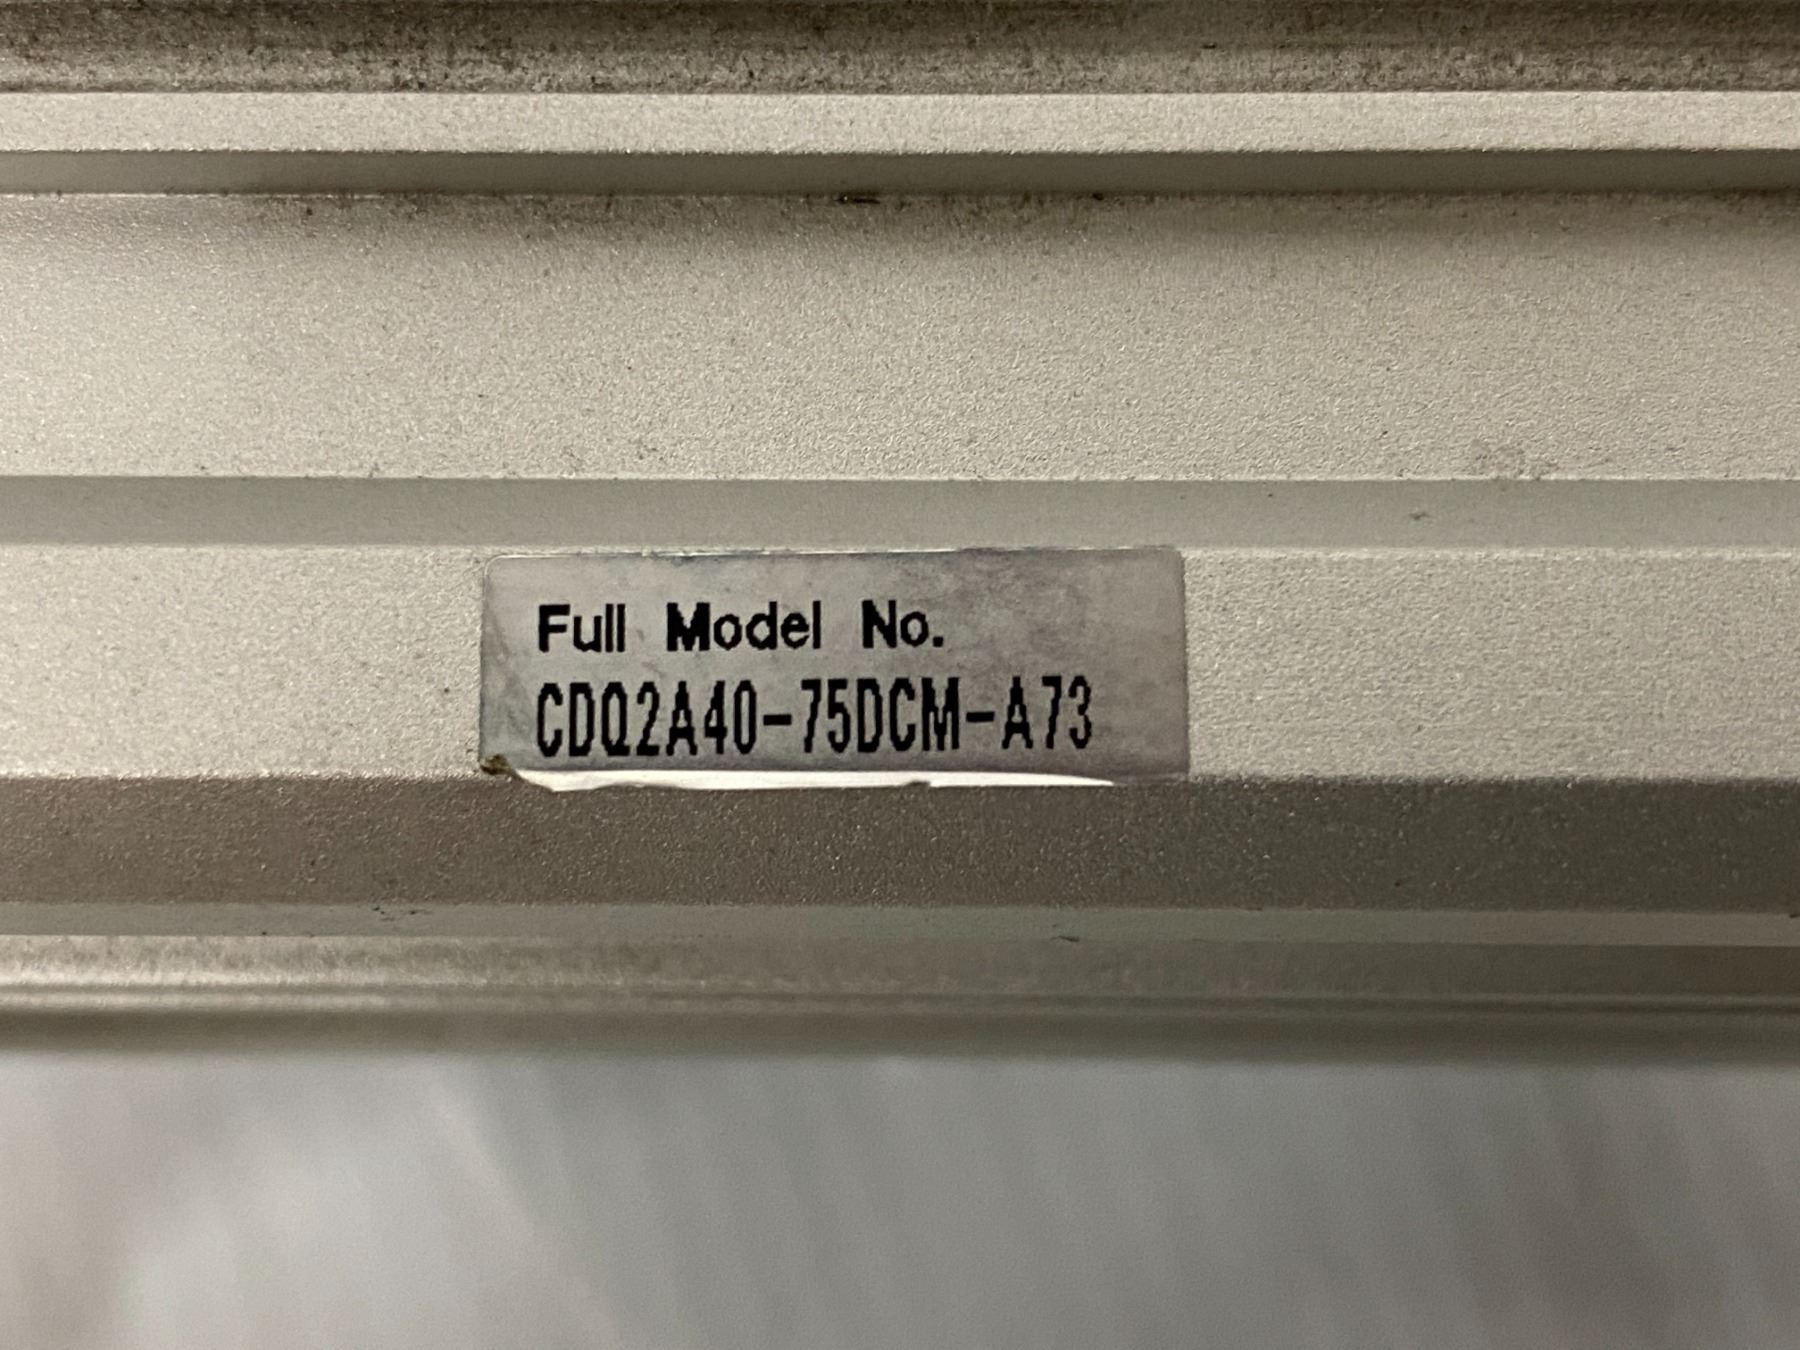 Full Model No.
CDQ2A40-75DCM-A73